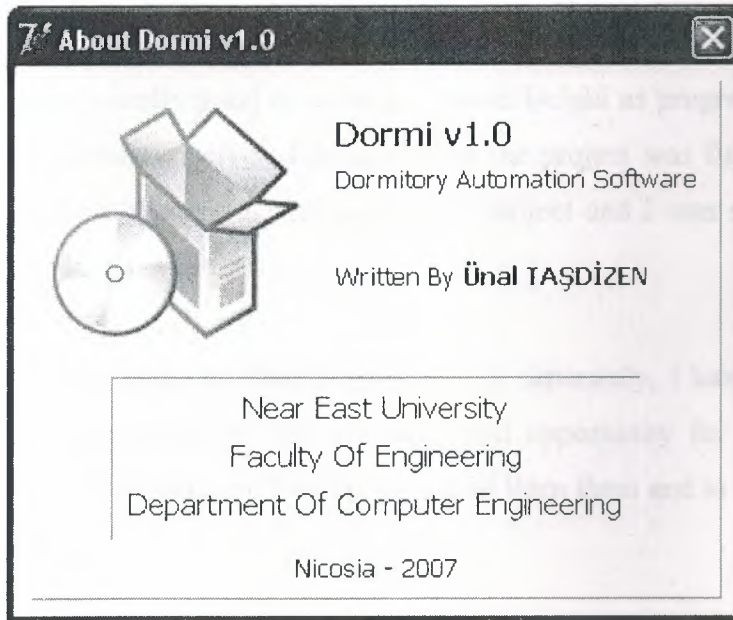 About Dormi v1.0
Dormi v1.0
Dormitory Automation Software
Written By Ünal TAŞDİZEN
Near East University
Faculty Of Engineering
Department Of Computer Engineering
Nicosia - 2007